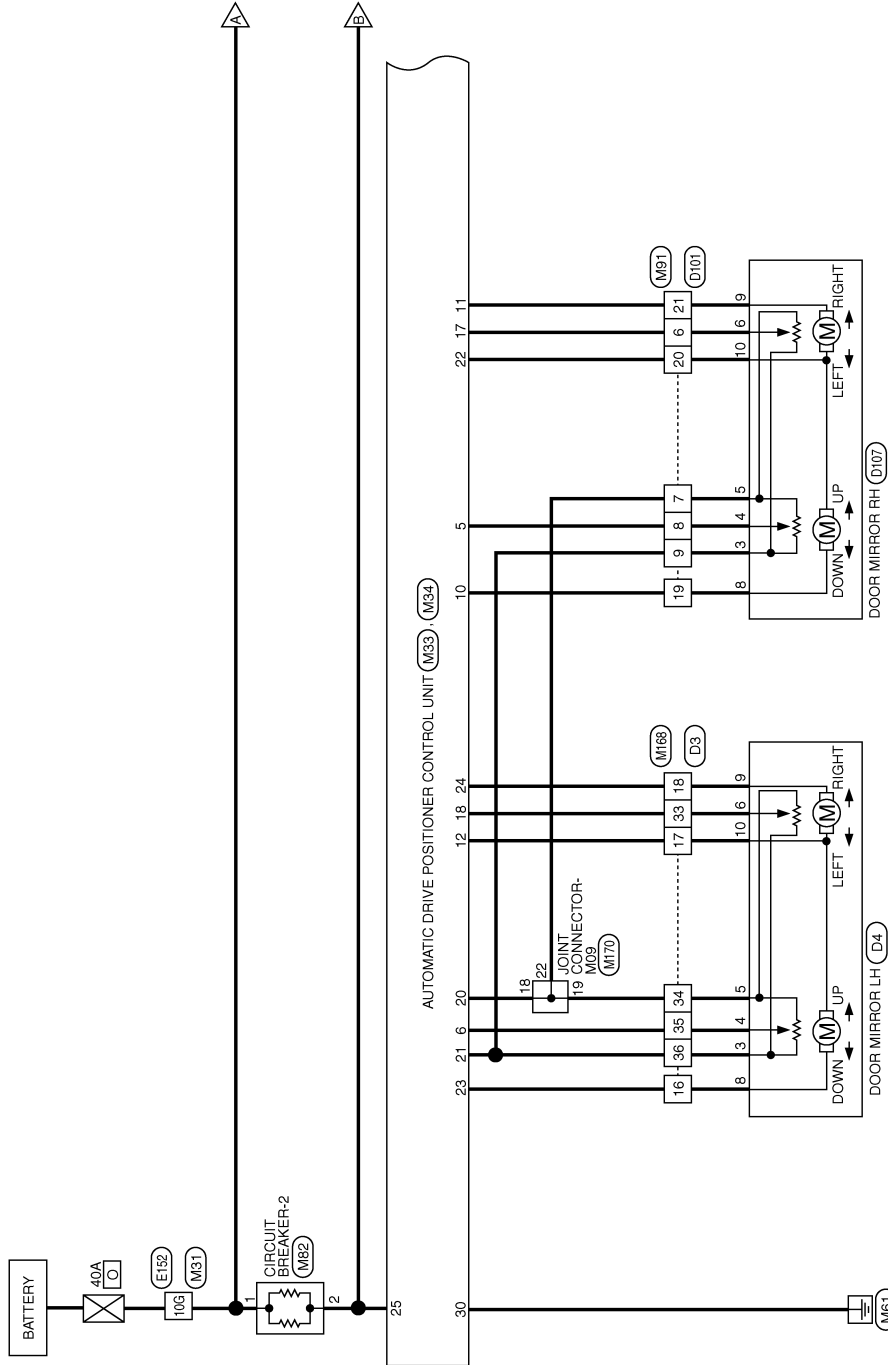 BATTERY
40A
O
E152
10G
M31
A
1
CIRCUIT
BREAKER-2
M82
2
B
25
AUTOMATIC DRIVE POSITIONER CONTROL UNIT M33 , M34
30
23
21
6
20
12
18
24
10
5
22
17
11
18
22
19
JOINT
CONNECTOR-
M09
M170
16
36
35
34
17
33
18
M168
D3
19
9
8
7
20
6
21
M91
D101
8
3
4
5
10
6
9
8
3
4
5
10
6
9
M
M
M
M
DOWN
UP
LEFT
RIGHT
DOWN
UP
LEFT
RIGHT
DOOR MIRROR LH D4
DOOR MIRROR RH D107
M61